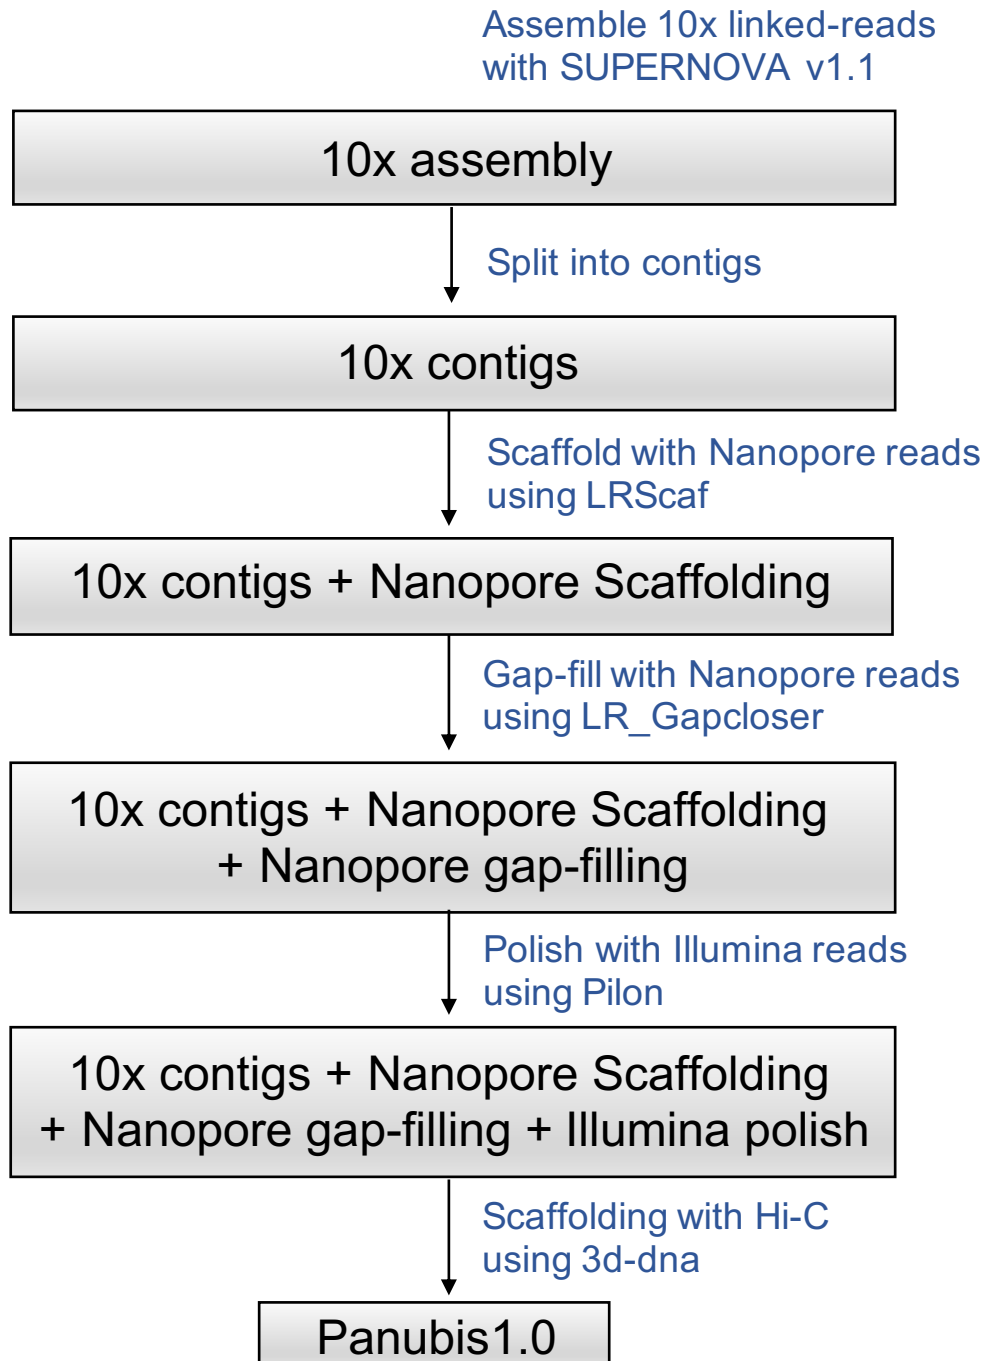 Assemble 10x linked-reads
with SUPERNOVA v1.1
10x assembly
Split into contigs
10x contigs
Scaffold with Nanopore reads
using LRScaf
10x contigs + Nanopore Scaffolding
Gap-fill with Nanopore reads
using LR_Gapcloser
10x contigs + Nanopore Scaffolding
+ Nanopore gap-filling
Polish with Illumina reads
using Pilon
10x contigs + Nanopore Scaffolding
+ Nanopore gap-filling + Illumina polish
Scaffolding with Hi-C
using 3d-dna
Panubis1.0